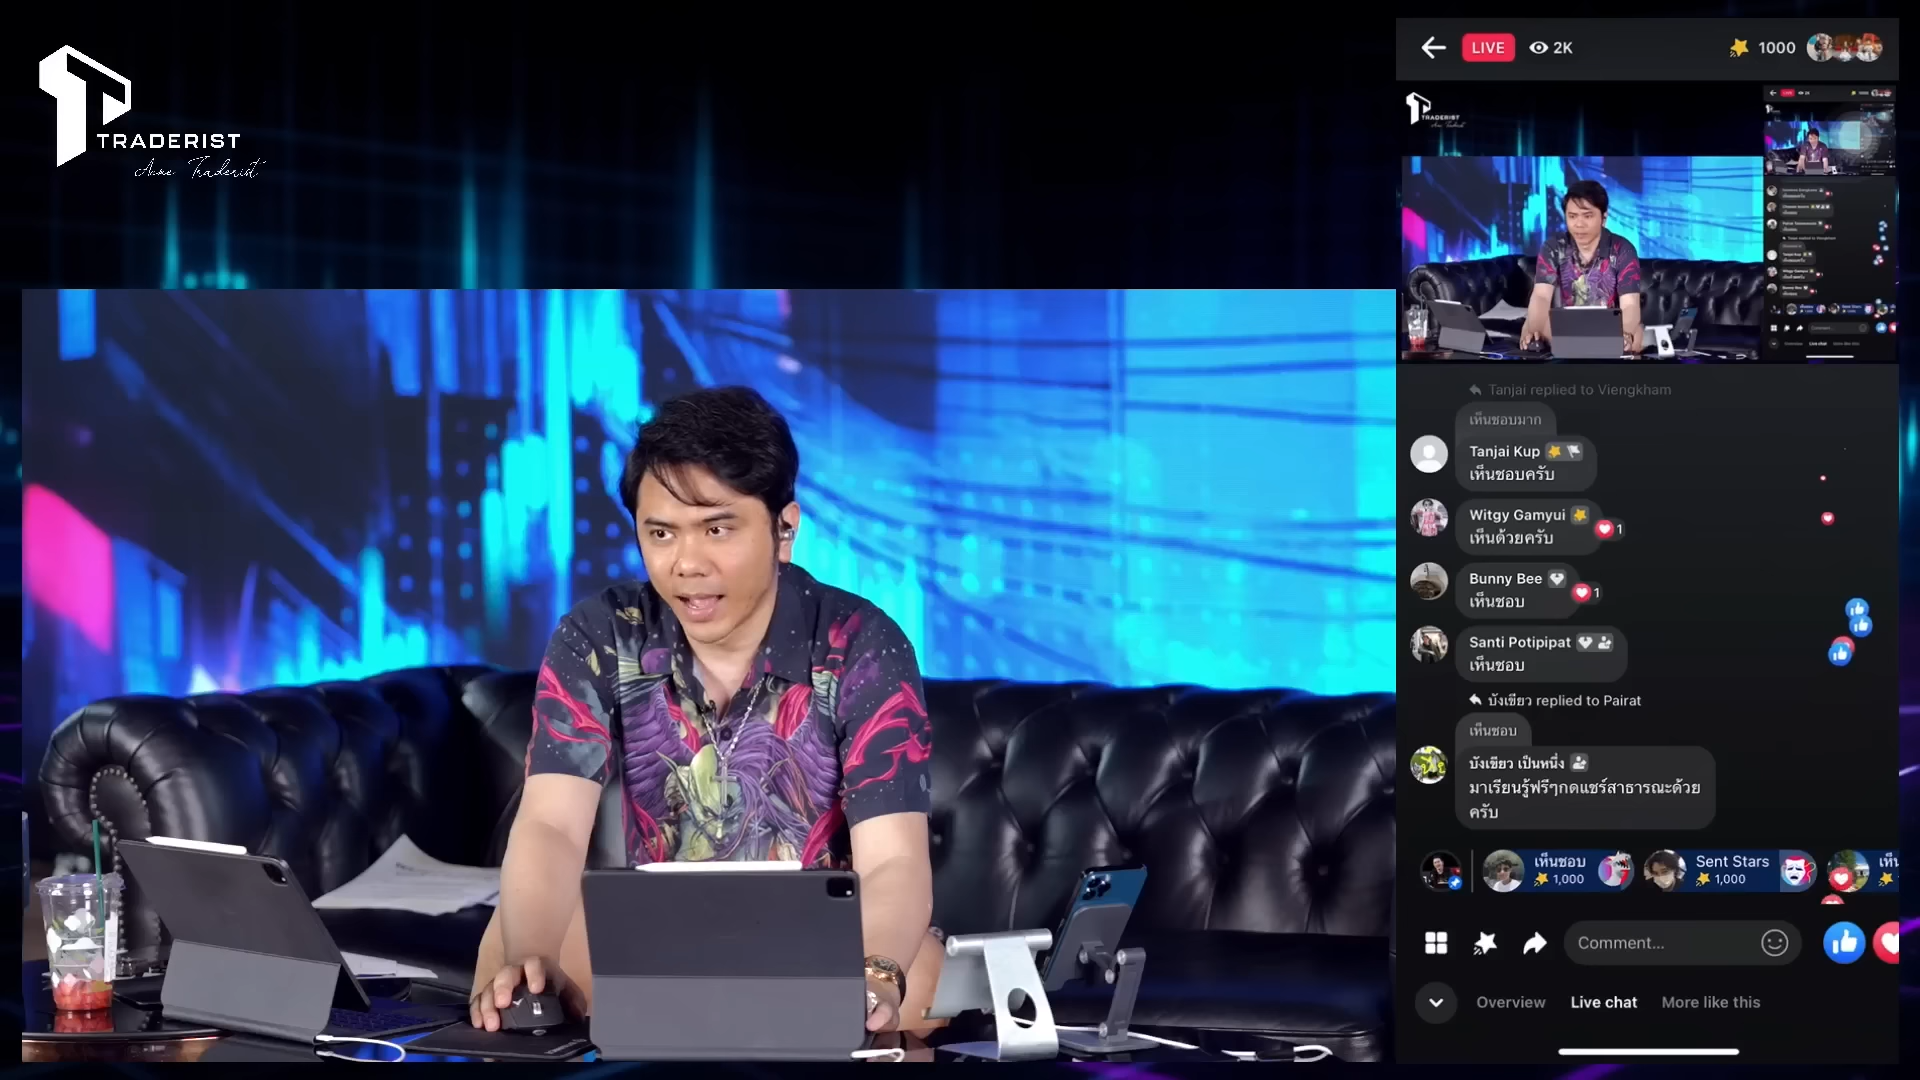 TRADERIST
Acme Traderist
LIVE
2K
1000
TRADERIST
Tanjai replied to Viengkham
เห็นชอบมาก
Tanjai Kup
เห็นชอบครับ
Witgy Gamyui
เห็นด้วยครับ
1
Bunny Bee
เห็นชอบ
1
Santi Potipipat
เห็นชอบ
บังเขียว replied to Pairat
เห็นชอบ
บังเขียว เป็นหนึ่ง
มาเรียนรู้ฟรีๆกดแชร์สาธารณะด้วย
ครับ
เห็นชอบ
1,000
Sent Stars
1,000
Comment...
Overview
Live chat
More like this